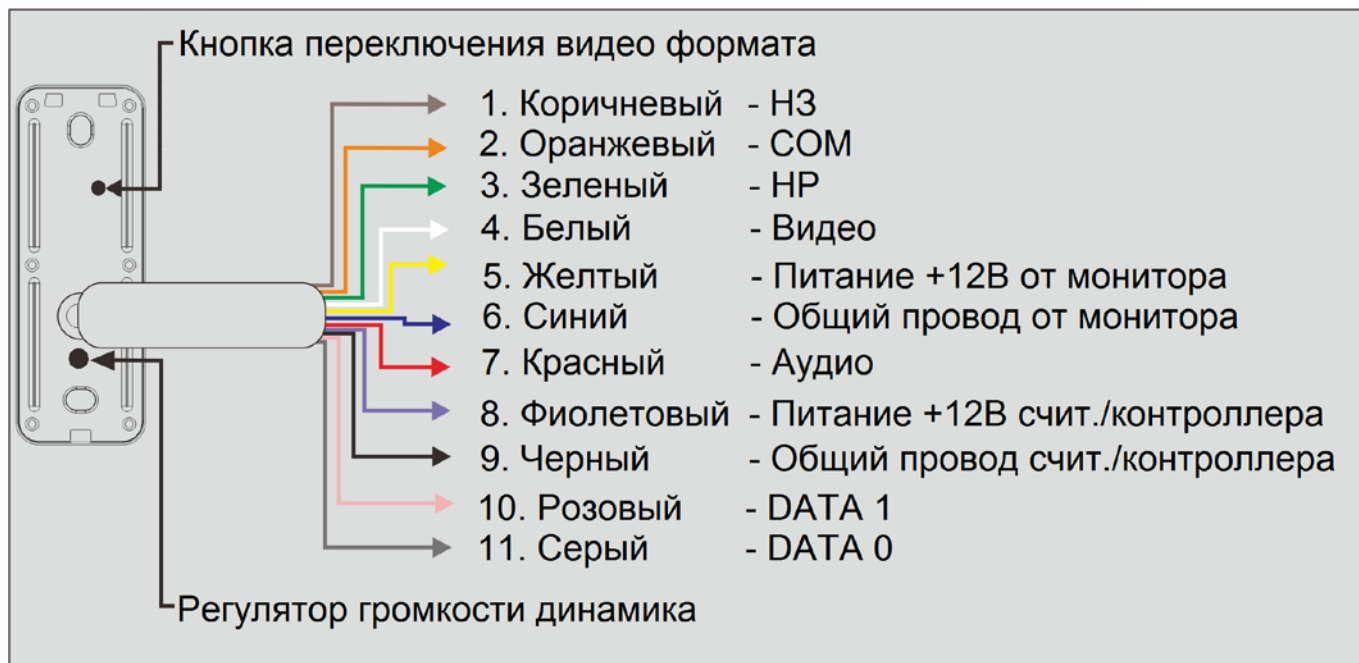 Кнопка переключения видео формата
1. Коричневый - НЗ
2. Оранжевый - COM
3. Зеленый - НР
4. Белый - Видео
5. Желтый - Питание +12В от монитора
6. Синий - Общий провод от монитора
7. Красный - Аудио
8. Фиолетовый - Питание +12В счит./контроллера
9. Черный - Общий провод счит./контроллера
10. Розовый - DATA 1
11. Серый - DATA 0
Регулятор громкости динамика